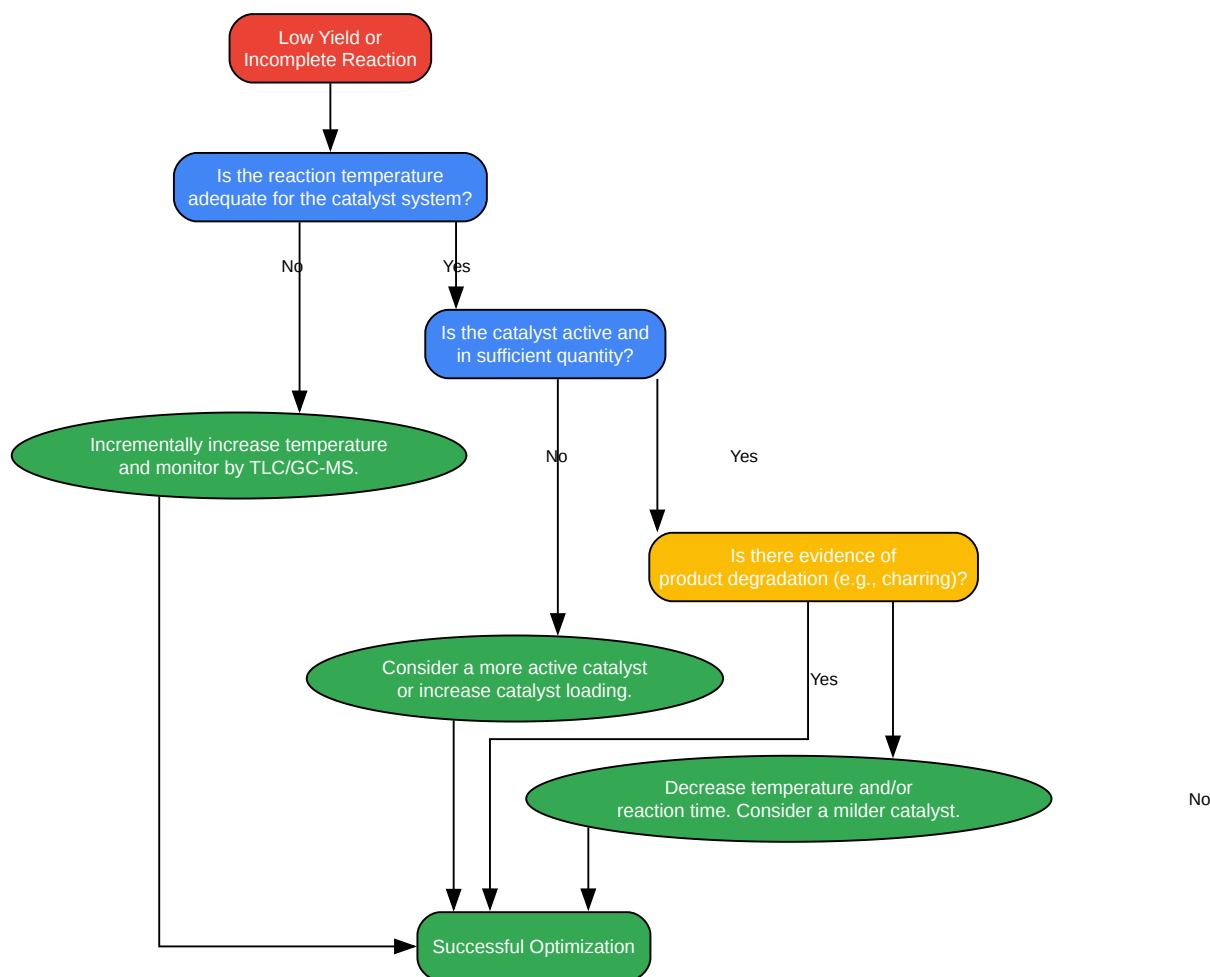 Low Yield or
Incomplete Reaction
Is the reaction temperature
adequate for the catalyst system?
No
Yes
Is the catalyst active and
in sufficient quantity?
Incrementally increase temperature
and monitor by TLC/GC-MS.
No
Yes
Is there evidence of
product degradation (e.g., charring)?
Consider a more active catalyst
or increase catalyst loading.
Yes
Decrease temperature and/or
reaction time. Consider a milder catalyst.
No
Successful Optimization